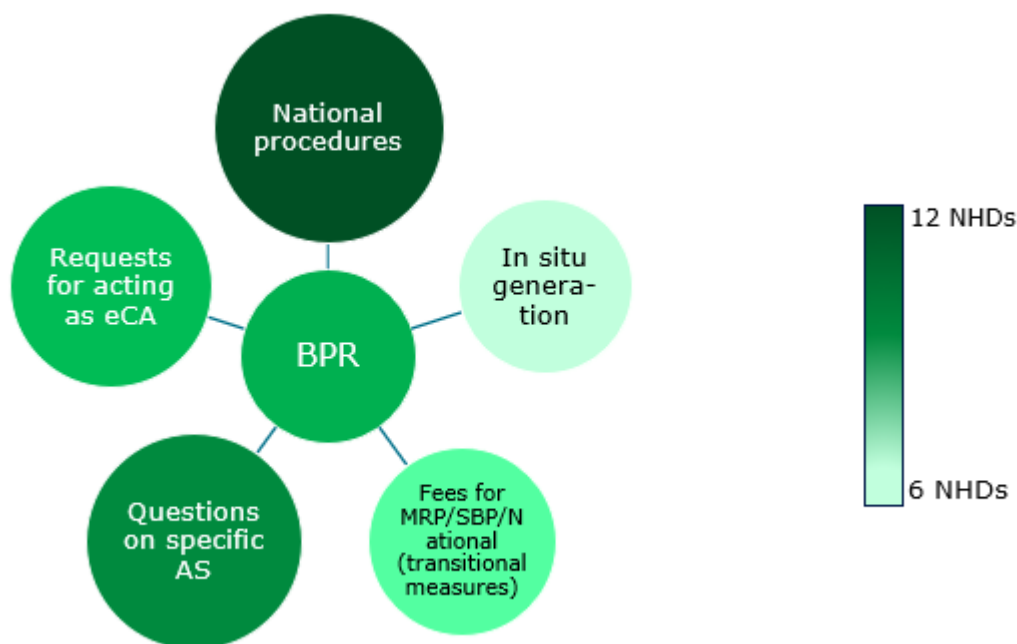 National
procedures
Requests
for acting
as eCA
In situ
genera-
tion
BPR
Questions
on specific
AS
Fees for
MRP/SBP/N
ational
(transitional
measures)
12 NHDs
6 NHDs